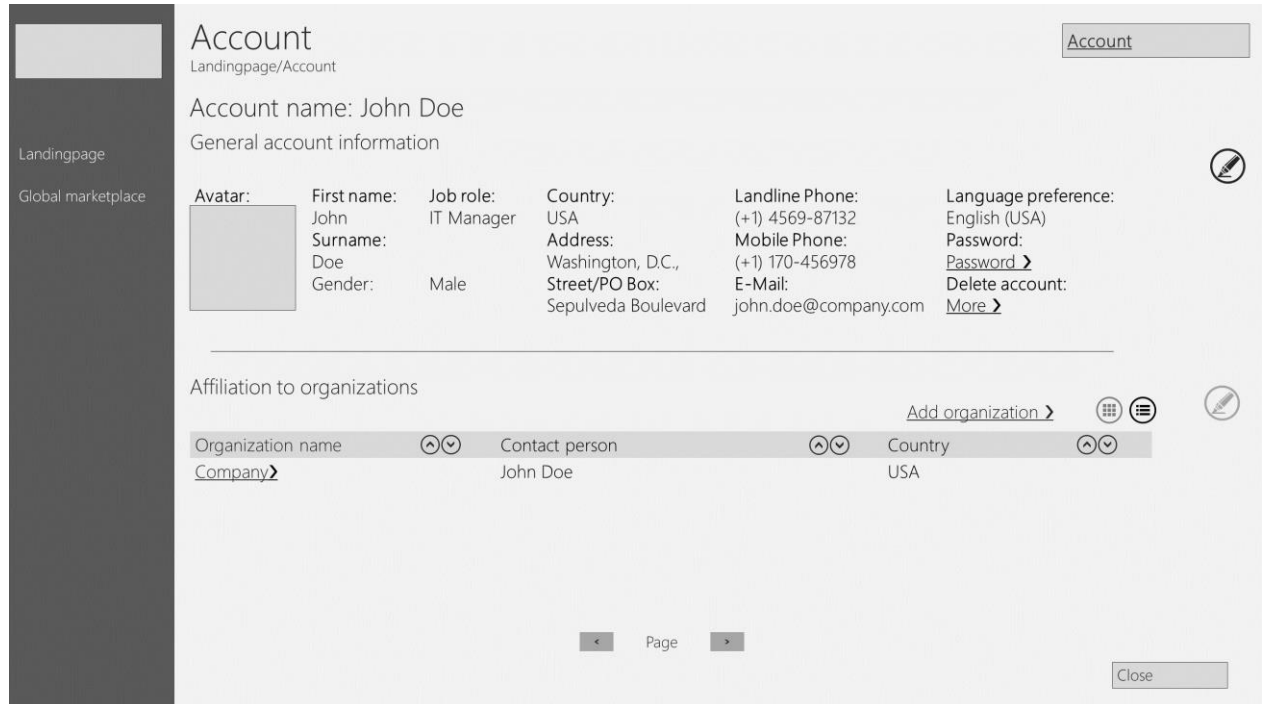 Account
Landingpage/Account
Account
Landingpage
Global marketplace
Account name: John Doe
General account information
Avatar:
First name:
John
Surname:
Doe
Gender:
Job role:
IT Manager
Male
Country:
USA
Address:
Washington, D.C.,
Street/PO Box:
Sepulveda Boulevard
Landline Phone:
(+1) 4569-87132
Mobile Phone:
(+1) 170-456978
E-Mail:
john.doe@company.com
Language preference:
English (USA)
Password:
Password ❯
Delete account:
More ❯
Affiliation to organizations
Add organization ❯
Organization name Contact person Country
Company❯ John Doe USA
< Page >
Close